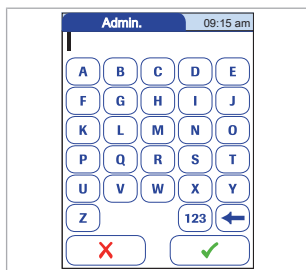 Admin. 09:15 am
A B C D E
F G H I J
K L M N O
P Q R S T
U V W X Y
Z 123